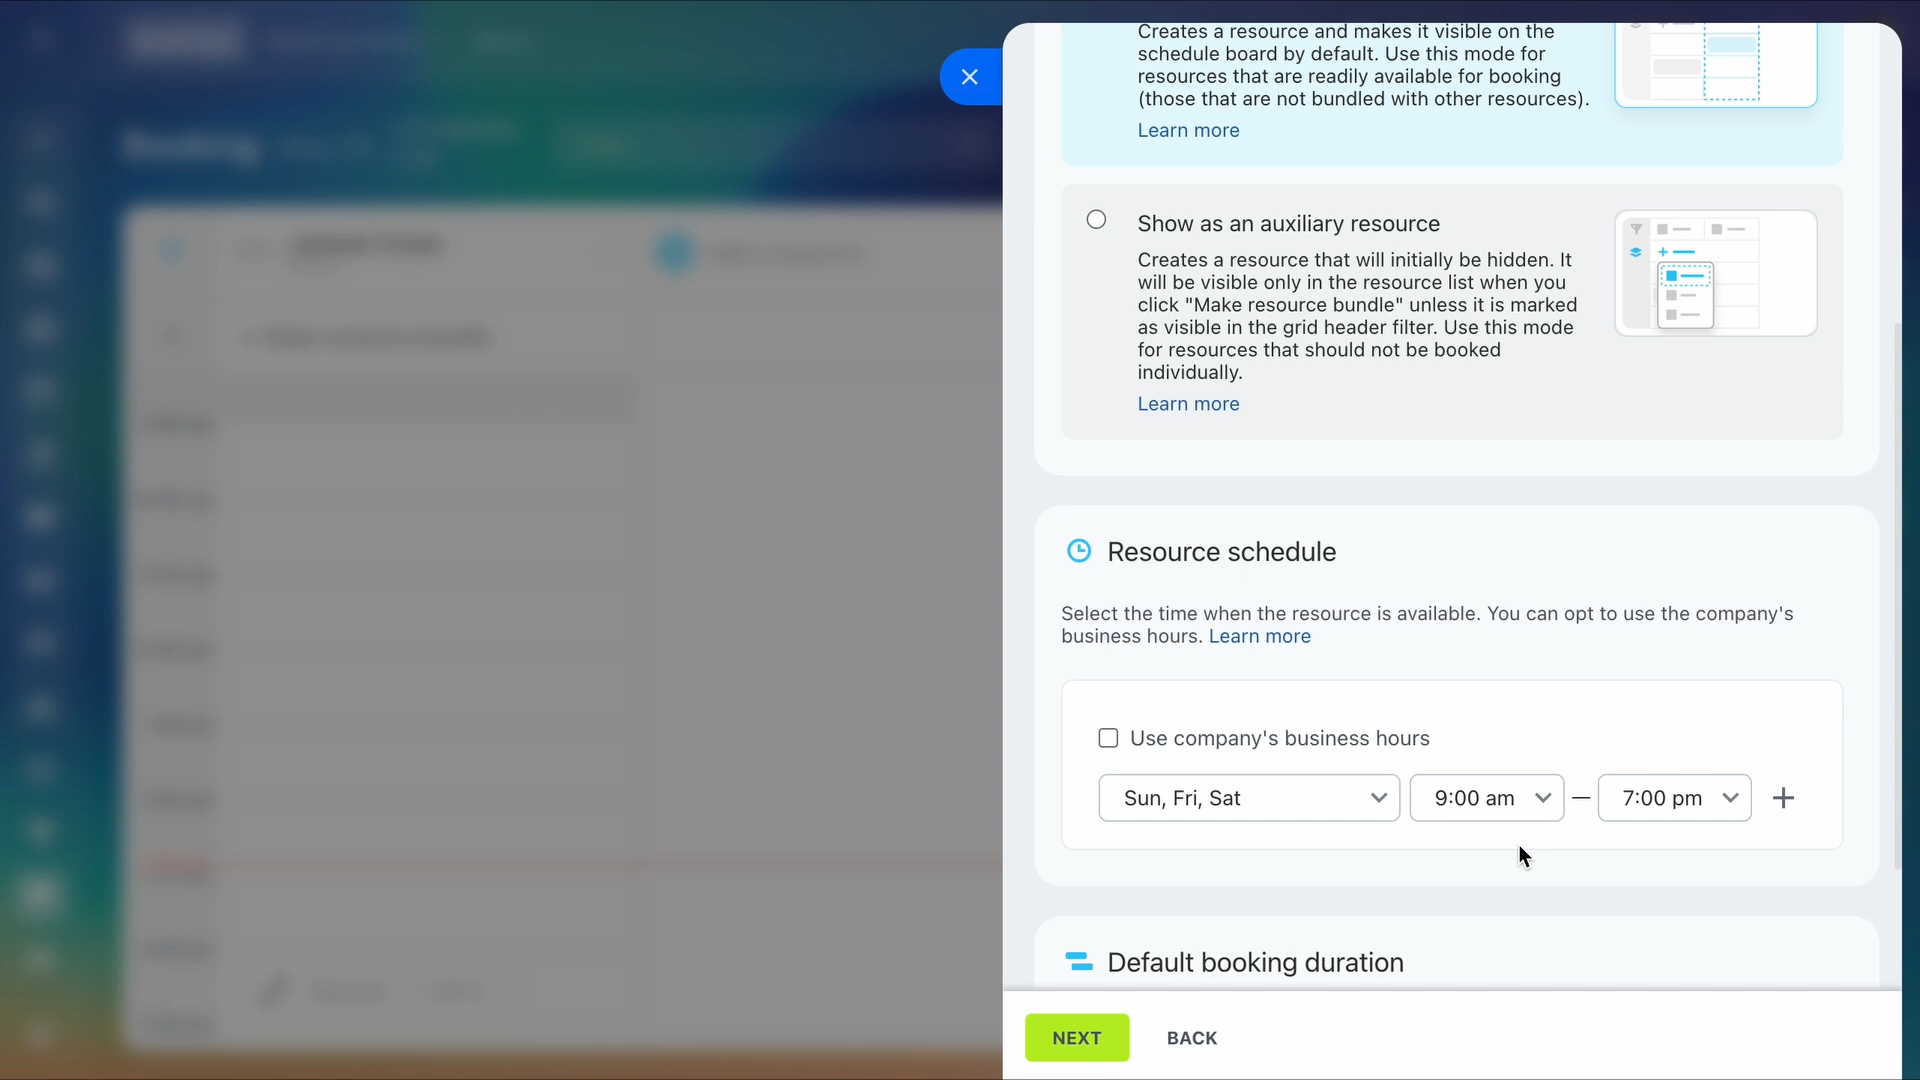 Creates a resource and makes it visible on the
schedule board by default. Use this mode for
resources that are readily available for booking
(those that are not bundled with other resources).
Learn more
Show as an auxiliary resource
Creates a resource that will initially be hidden. It
will be visible only in the resource list when you
click "Make resource bundle" unless it is marked
as visible in the grid header filter. Use this mode
for resources that should not be booked
individually.
Learn more
Resource schedule
Select the time when the resource is available. You can opt to use the company's
business hours. Learn more
Use company's business hours
Sun, Fri, Sat 9:00 am — 7:00 pm
Default booking duration
NEXT BACK
Booking